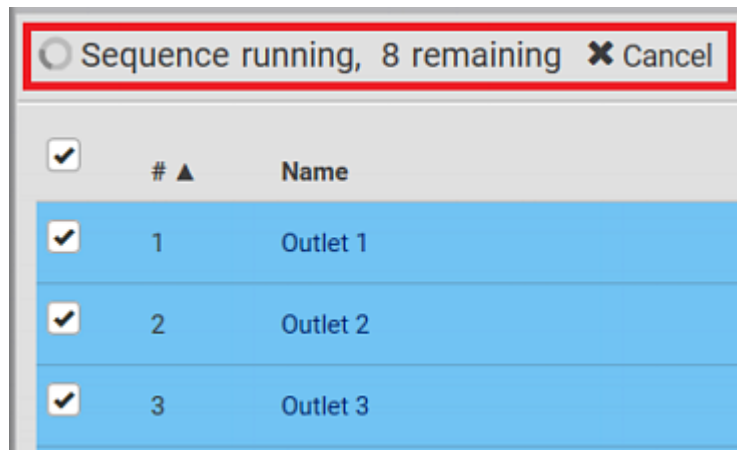 Sequence running, 8 remaining ✖ Cancel
# ▲ Name
1 Outlet 1
2 Outlet 2
3 Outlet 3